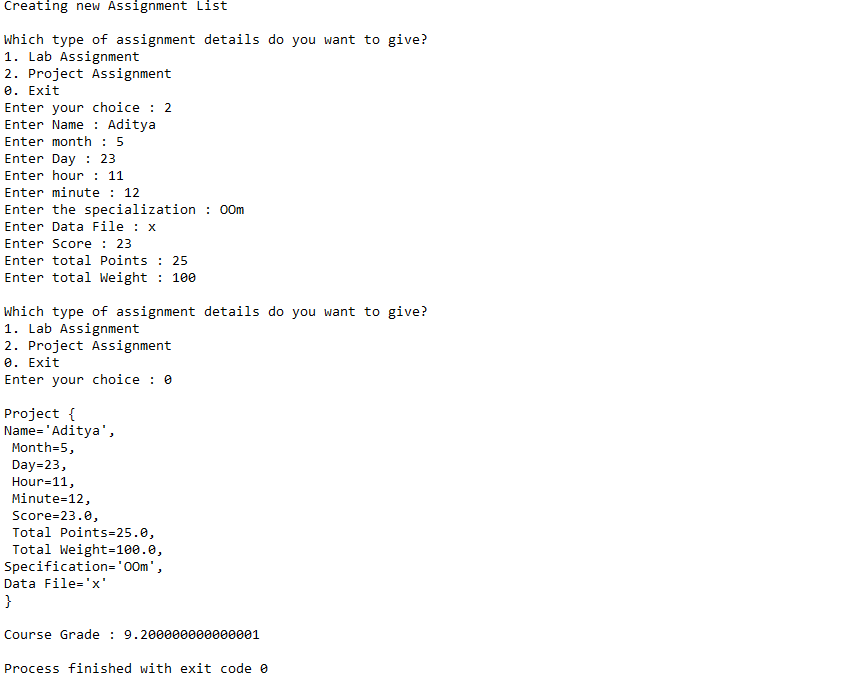 Creating new Assignment List
Which type of assignment details do you want to give?
1. Lab Assignment
2. Project Assignment
0. Exit
Enter your choice : 2
Enter Name : Aditya
Enter month : 5
Enter Day : 23
Enter hour : 11
Enter minute : 12
Enter the specialization : OOm
Enter Data File : x
Enter Score : 23
Enter total Points : 25
Enter total Weight : 100
Which type of assignment details do you want to give?
1. Lab Assignment
2. Project Assignment
0. Exit
Enter your choice : 0
Project {
Name='Aditya',
 Month=5,
 Day=23,
 Hour=11,
 Minute=12,
 Score=23.0,
 Total Points=25.0,
 Total Weight=100.0,
Specification='OOm',
Data File='x'
}
Course Grade : 9.200000000000001
Process finished with exit code 0